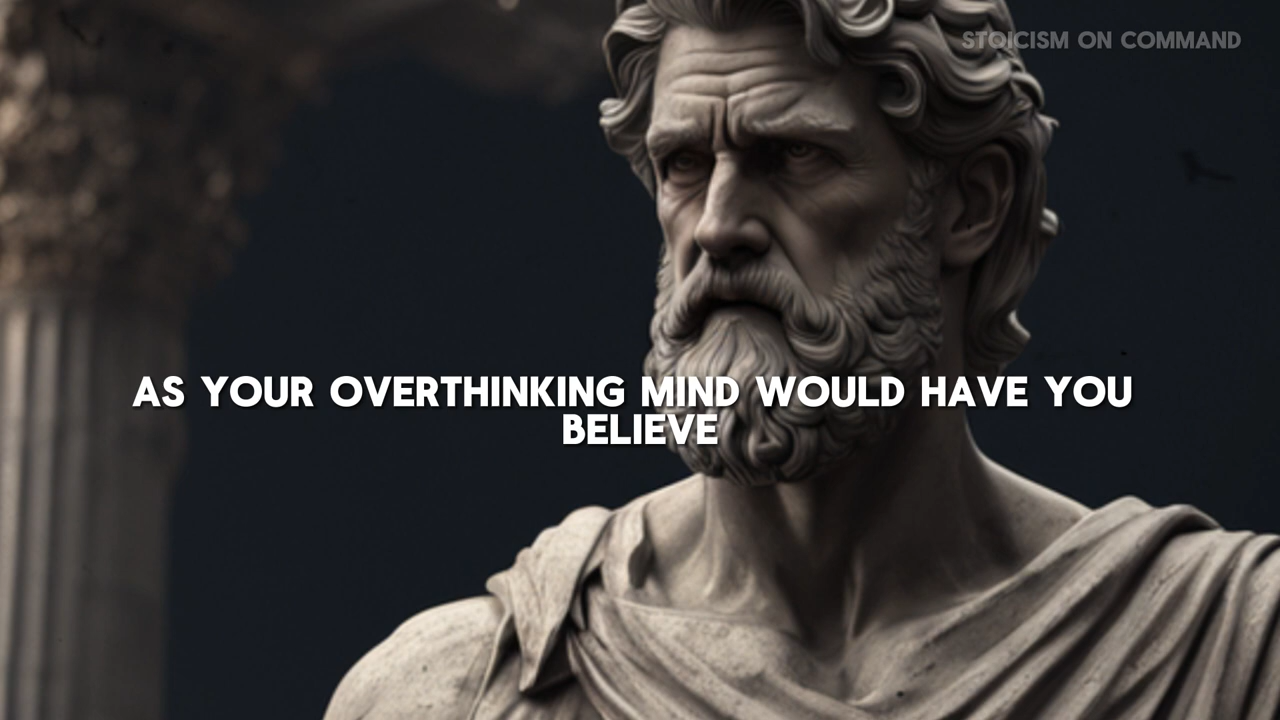 STOICISM ON COMMAND
AS YOUR OVERTHINKING MIND WOULD HAVE YOU
BELIEVE